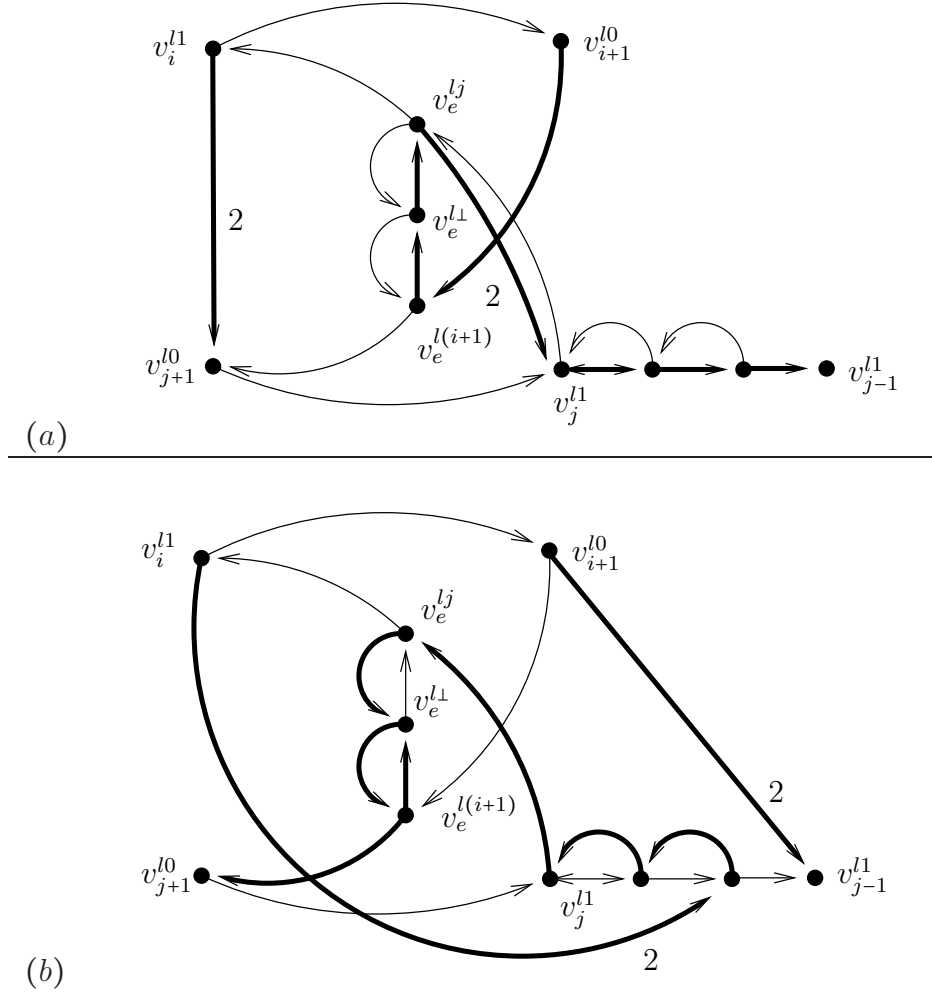 v_i^{l1}
v_{i+1}^{l0}
v_e^{lj}
2
v_e^{l⊥}
2
v_e^{l(i+1)}
v_{j+1}^{l0}
v_j^{l1}
v_{j-1}^{l1}
(a)
v_i^{l1}
v_{i+1}^{l0}
v_e^{lj}
v_e^{l⊥}
2
v_e^{l(i+1)}
v_{j+1}^{l0}
v_j^{l1}
v_{j-1}^{l1}
2
(b)